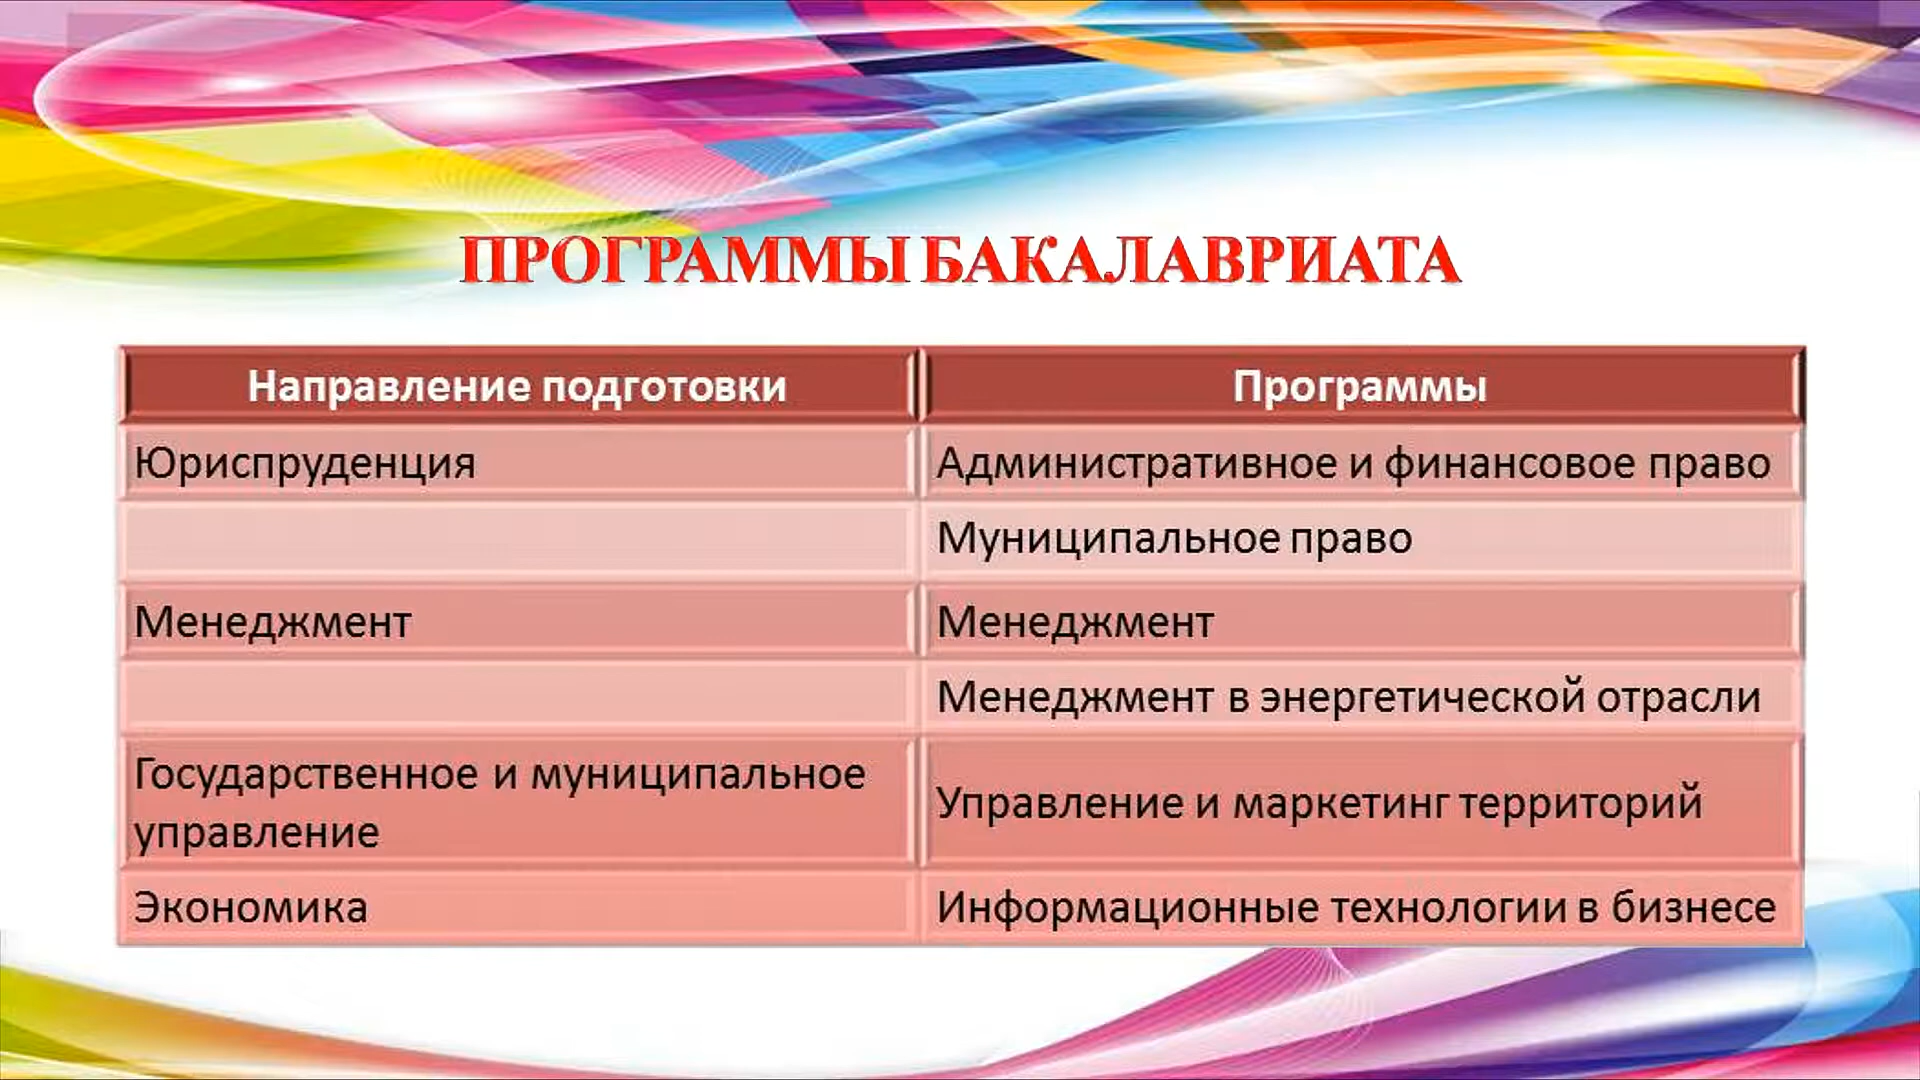 ПРОГРАММЫ БАКАЛАВРИАТА
Направление подготовки
Программы
Юриспруденция
Административное и финансовое право
Муниципальное право
Менеджмент
Менеджмент
Менеджмент в энергетической отрасли
Государственное и муниципальное
управление
Управление и маркетинг территорий
Экономика
Информационные технологии в бизнесе